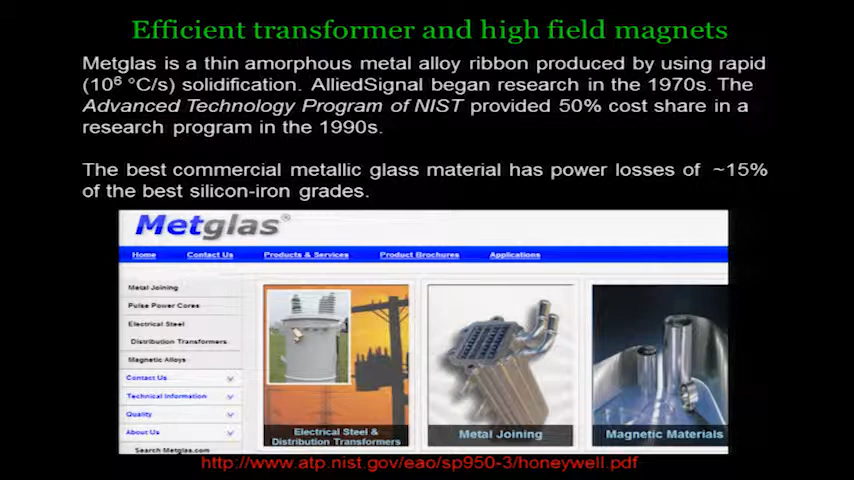 Efficient transformer and high field magnets
Metglas is a thin amorphous metal alloy ribbon produced by using rapid
(10⁶ °C/s) solidification. AlliedSignal began research in the 1970s. The
Advanced Technology Program of NIST provided 50% cost share in a
research program in the 1990s.
The best commercial metallic glass material has power losses of ~15%
of the best silicon-iron grades.
Metglas®
Home Contact Us Products & Services Product Brochures Applications
Metal Joining
Pulse Power Cores
Electrical Steel
Distribution Transformers
Magnetic Alloys
Contact Us
Technical Information
Quality
About Us
Search Metglas.com
Electrical Steel &
Distribution Transformers
Metal Joining
Magnetic Materials
http://www.atp.nist.gov/eao/sp950-3/honeywell.pdf